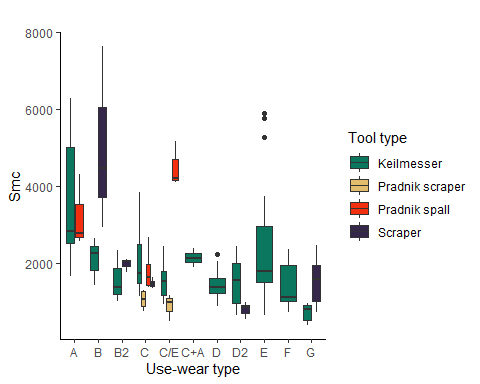 8000
6000
4000
2000
Smc
A B B2 C C/E C+A D D2 E F G
Use-wear type
Tool type
Keilmesser
Pradnik scraper
Pradnik spall
Scraper